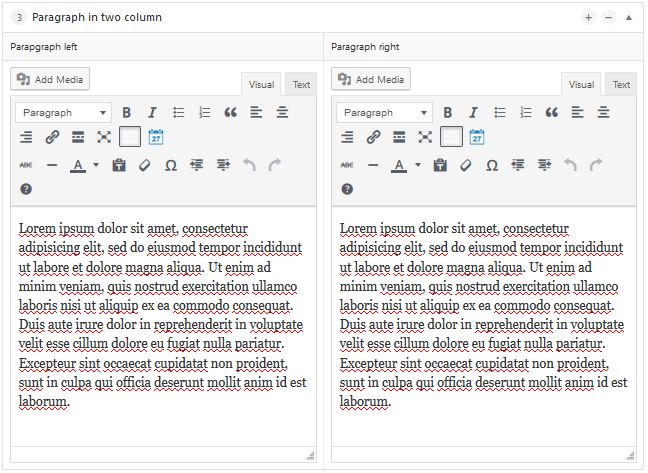 3 Paragraph in two column
Parapgraph left
Paragraph right
Add Media
Visual
Text
Paragraph
B
I
27
ABC
A
Lorem ipsum dolor sit amet, consectetur
adipisicing elit, sed do eiusmod tempor incididunt
ut labore et dolore magna aliqua. Ut enim ad
minim veniam, quis nostrud exercitation ullamco
laboris nisi ut aliquip ex ea commodo consequat.
Duis aute irure dolor in reprehenderit in voluptate
velit esse cillum dolore eu fugiat nulla pariatur.
Excepteur sint occaecat cupidatat non proident,
sunt in culpa qui officia deserunt mollit anim id est
laborum.
Add Media
Visual
Text
Paragraph
B
I
27
ABC
A
Lorem ipsum dolor sit amet, consectetur
adipisicing elit, sed do eiusmod tempor incididunt
ut labore et dolore magna aliqua. Ut enim ad
minim veniam, quis nostrud exercitation ullamco
laboris nisi ut aliquip ex ea commodo consequat.
Duis aute irure dolor in reprehenderit in voluptate
velit esse cillum dolore eu fugiat nulla pariatur.
Excepteur sint occaecat cupidatat non proident,
sunt in culpa qui officia deserunt mollit anim id est
laborum.